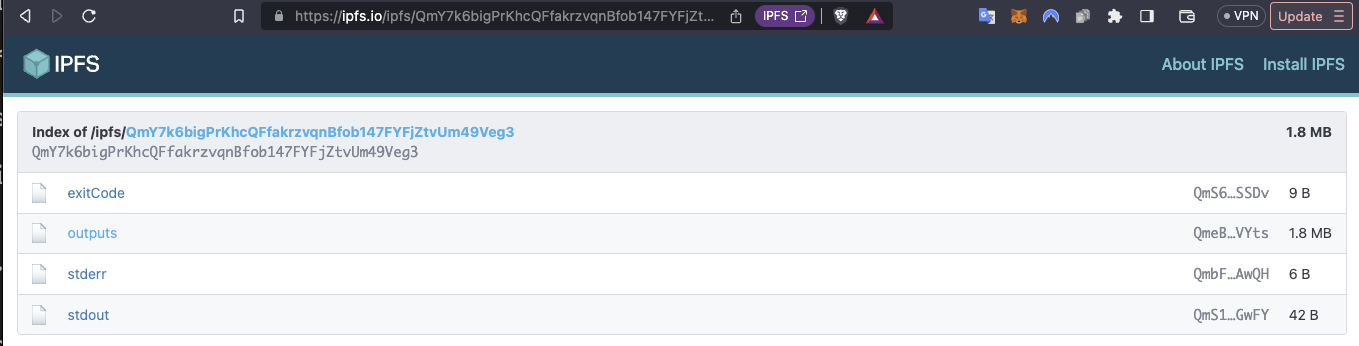 https://ipfs.io/ipfs/QmY7k6bigPrKhcQFfakrzvqnBfob147FYFjZt... IPFS VPN Update
IPFS About IPFS Install IPFS
Index of /ipfs/QmY7k6bigPrKhcQFfakrzvqnBfob147FYFjZtvUm49Veg3 1.8 MB
QmY7k6bigPrKhcQFfakrzvqnBfob147FYFjZtvUm49Veg3
exitCode QmS6…SSDv 9 B
outputs QmeB…VYts 1.8 MB
stderr QmbF…AwQH 6 B
stdout QmS1…GwFY 42 B